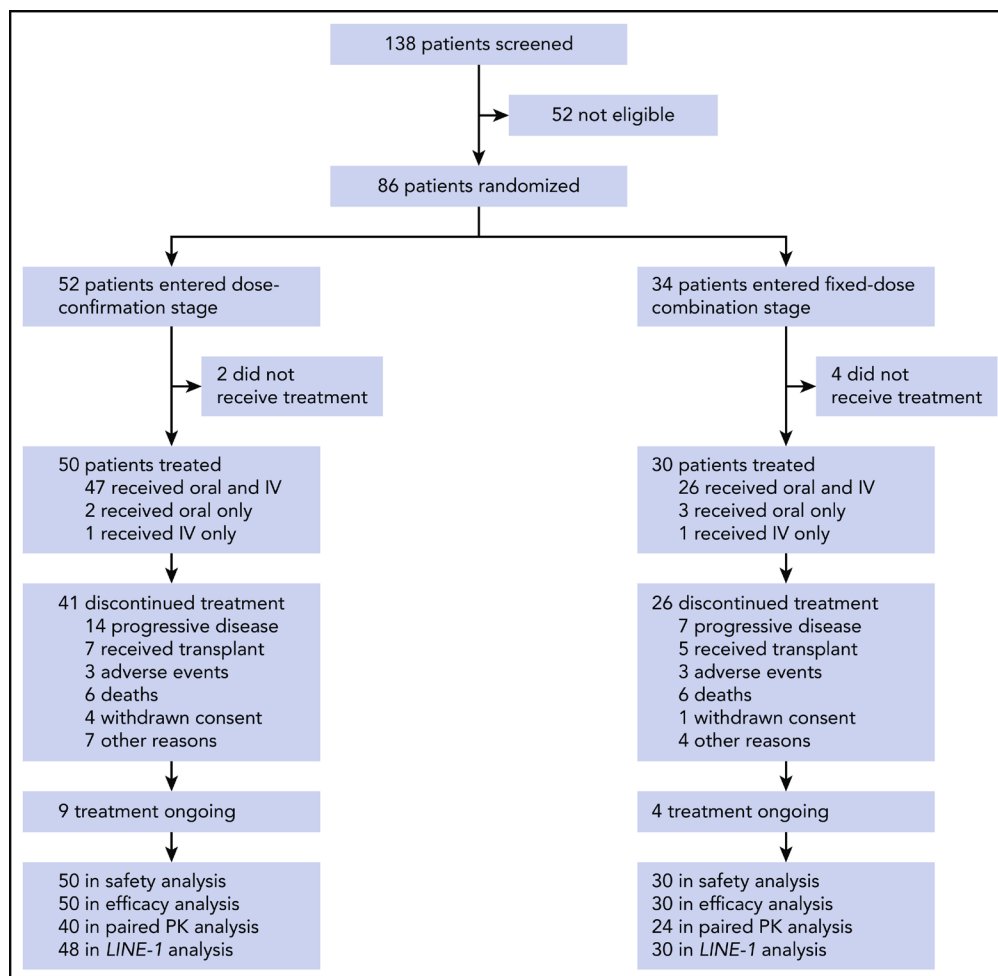 138 patients screened
52 not eligible
86 patients randomized
52 patients entered dose-
confirmation stage
2 did not
receive treatment
50 patients treated
47 received oral and IV
2 received oral only
1 received IV only
41 discontinued treatment
14 progressive disease
7 received transplant
3 adverse events
6 deaths
4 withdrawn consent
7 other reasons
9 treatment ongoing
50 in safety analysis
50 in efficacy analysis
40 in paired PK analysis
48 in LINE-1 analysis
34 patients entered fixed-dose
combination stage
4 did not
receive treatment
30 patients treated
26 received oral and IV
3 received oral only
1 received IV only
26 discontinued treatment
7 progressive disease
5 received transplant
3 adverse events
6 deaths
1 withdrawn consent
4 other reasons
4 treatment ongoing
30 in safety analysis
30 in efficacy analysis
24 in paired PK analysis
30 in LINE-1 analysis